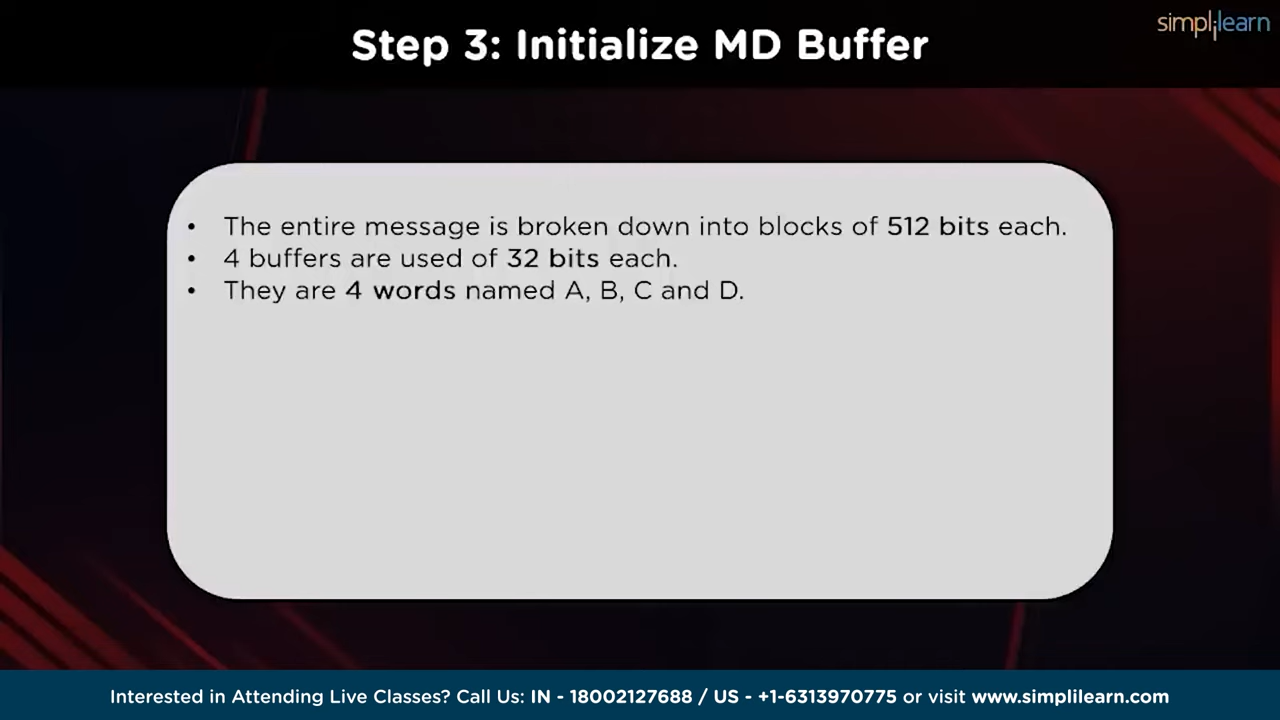 Step 3: Initialize MD Buffer
simplilearn
• The entire message is broken down into blocks of 512 bits each.
• 4 buffers are used of 32 bits each.
• They are 4 words named A, B, C and D.
Interested in Attending Live Classes? Call Us: IN - 18002127688 / US - +1-6313970775 or visit www.simplilearn.com